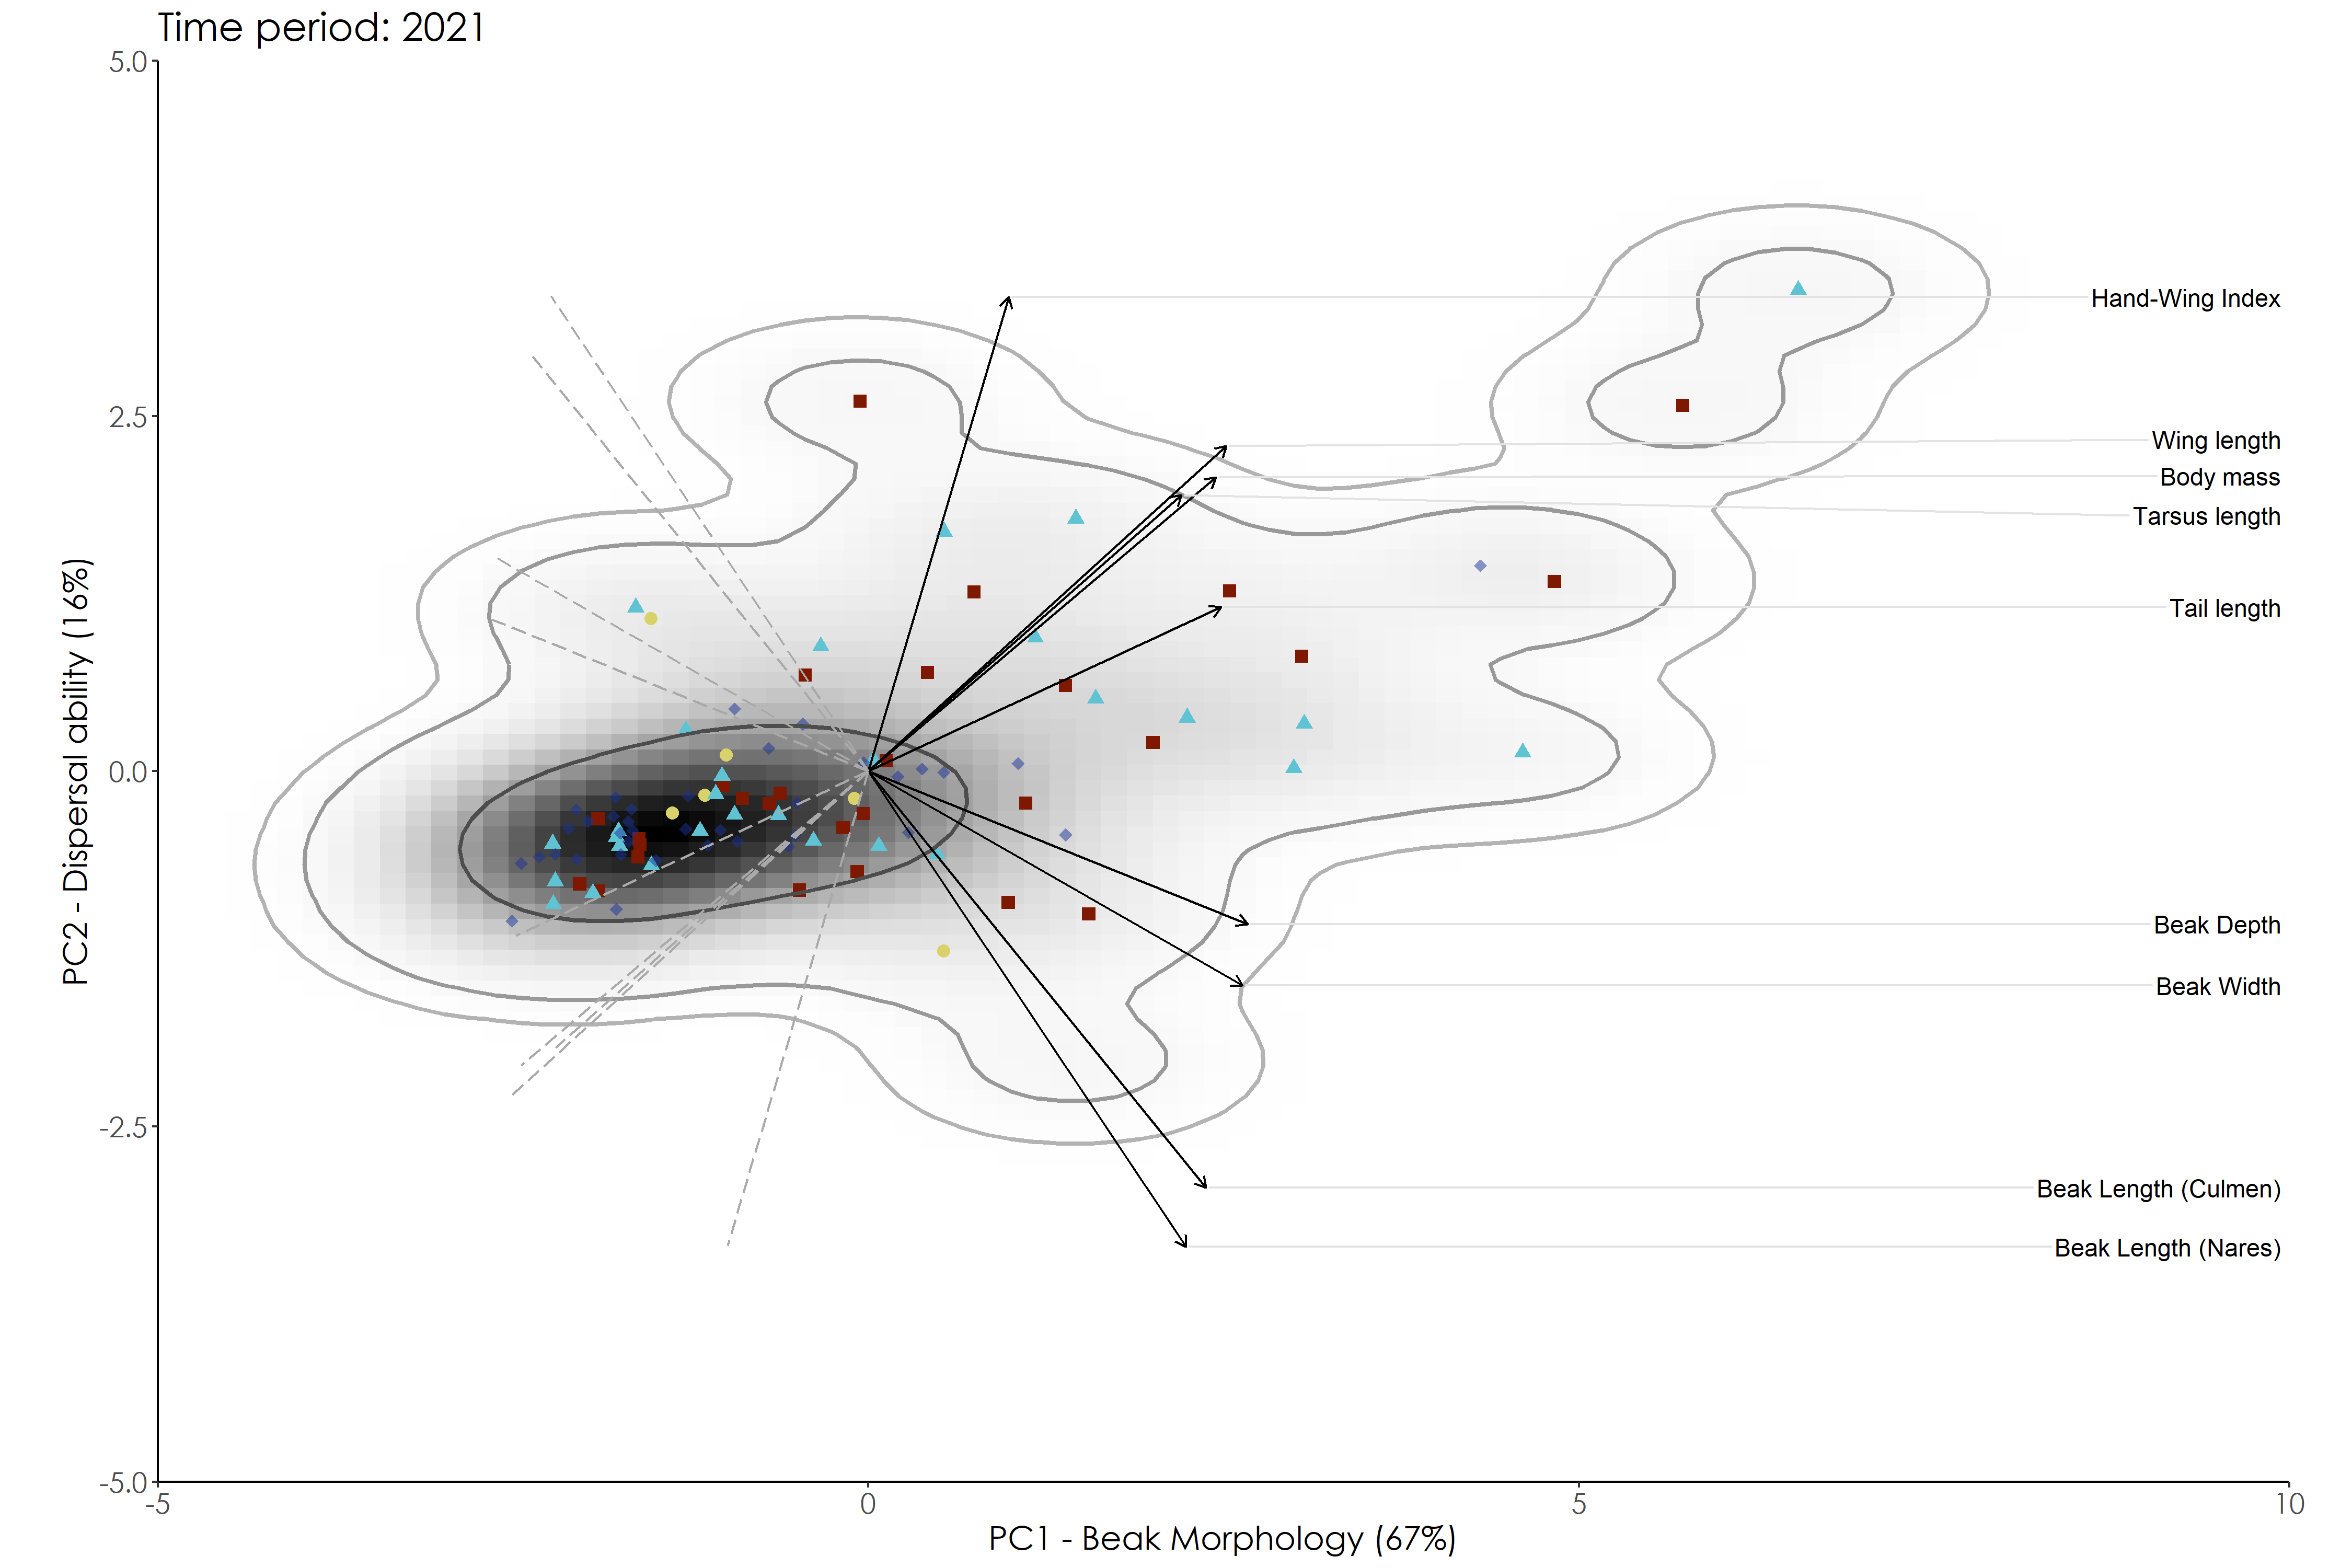 Time period: 2021
5.0
2.5
0.0
-2.5
-5.0
PC2 - Dispersal ability (16%)
Hand-Wing Index
Wing length
Body mass
Tarsus length
Tail length
Beak Depth
Beak Width
Beak Length (Culmen)
Beak Length (Nares)
-5
0
5
10
PC1 - Beak Morphology (67%)